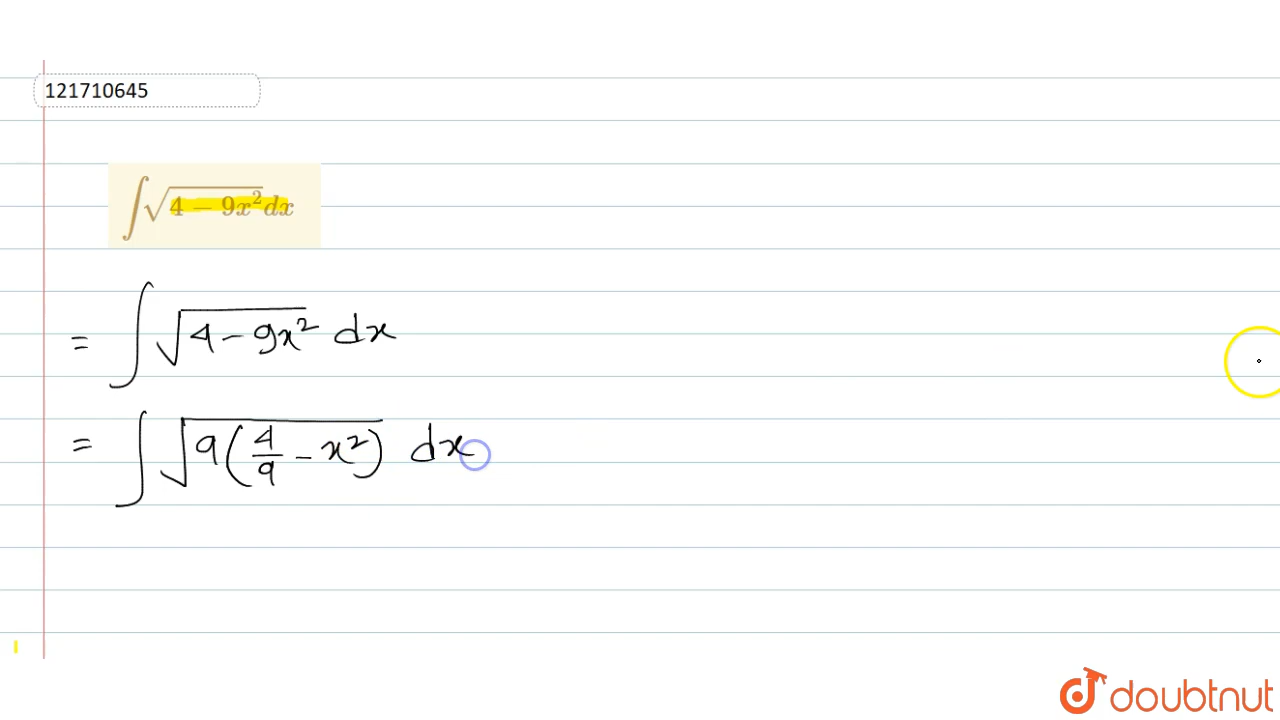 121710645
∫√(4 − 9x²)dx
= ∫ √(4 − 9x²) dx
= ∫ √(9(4/9 − x²)) dx
doubtnut